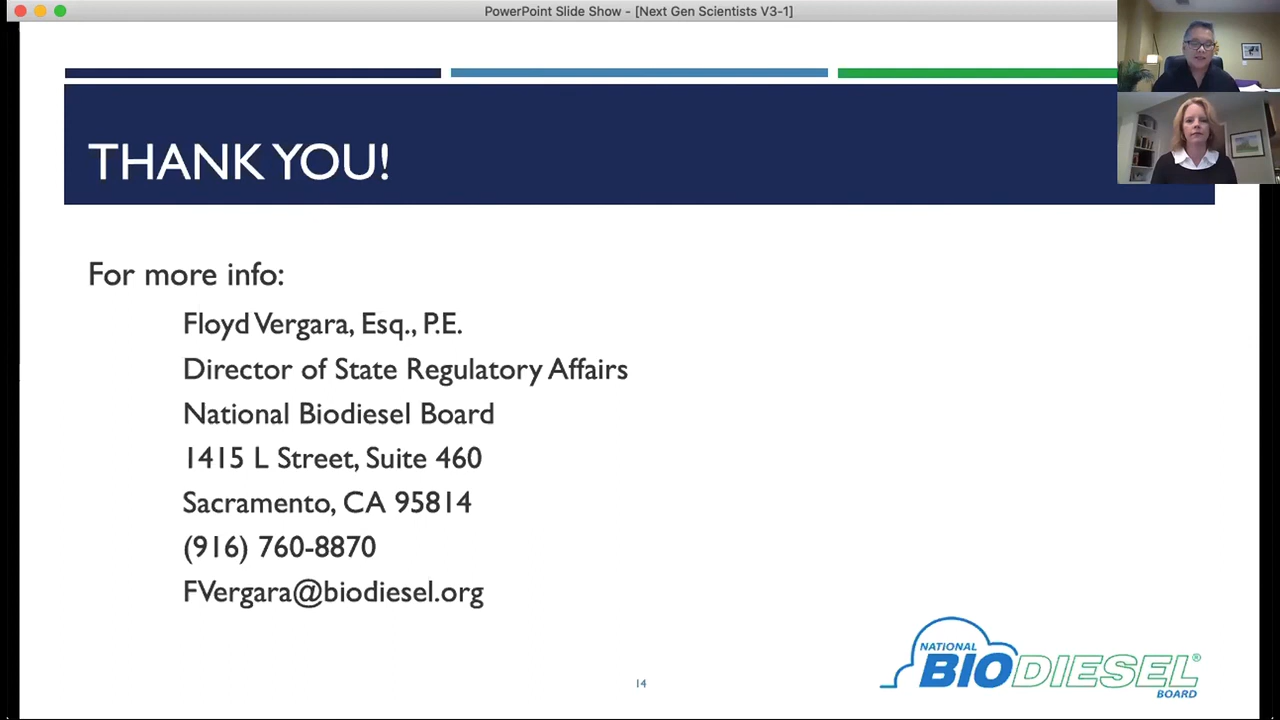 PowerPoint Slide Show - [Next Gen Scientists V3-1]
THANK YOU!
For more info:
Floyd Vergara, Esq., P.E.
Director of State Regulatory Affairs
National Biodiesel Board
1415 L Street, Suite 460
Sacramento, CA 95814
(916) 760-8870
FVergara@biodiesel.org
NATIONAL
BIODIESEL®
BOARD
14